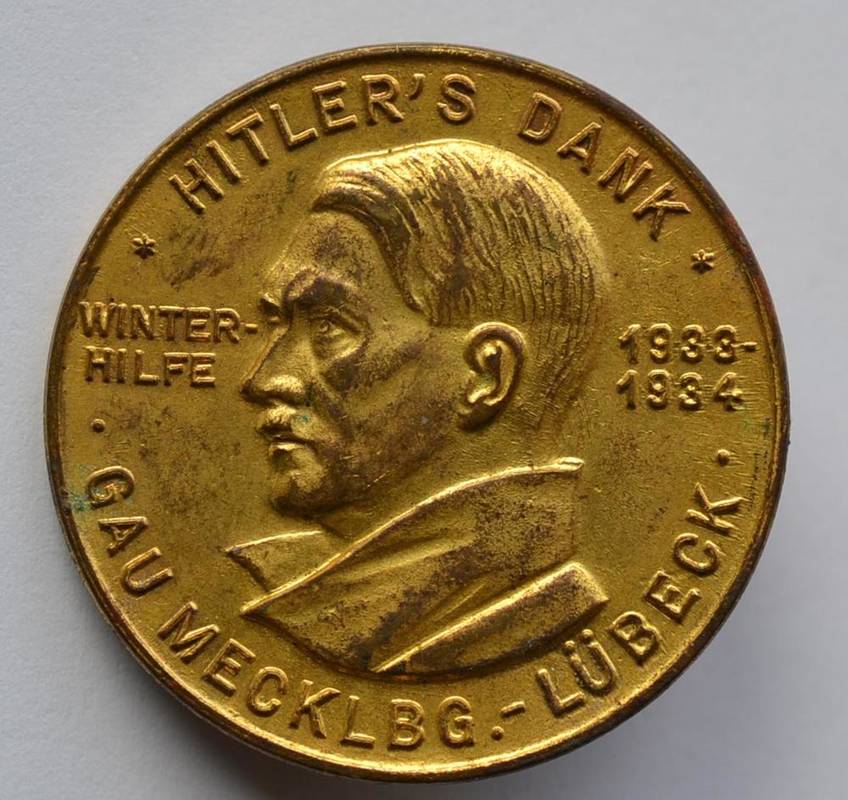 HITLER'S DANK
WINTER-
HILFE
1933-
1934
GAU MECKLBG.-LÜBECK